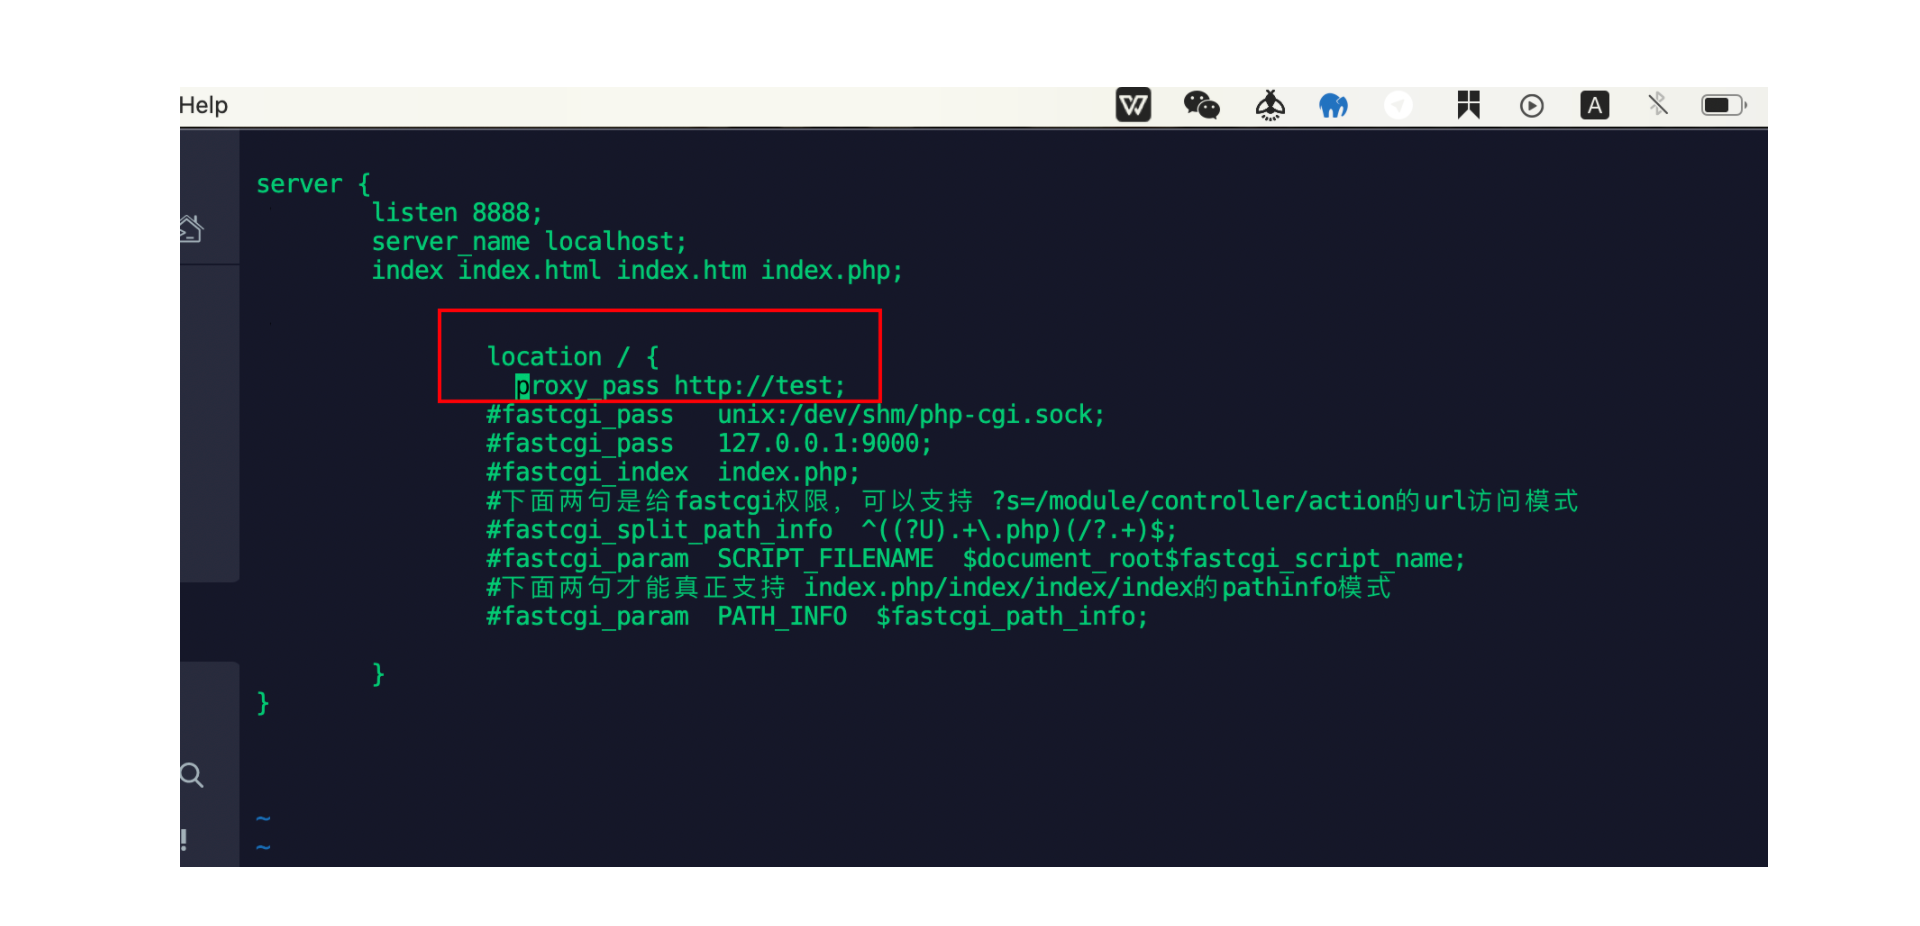 Help
A
server {
listen 8888;
server_name localhost;
index index.html index.htm index.php;
location / {
proxy_pass http://test;
#fastcgi_pass   unix:/dev/shm/php-cgi.sock;
#fastcgi_pass   127.0.0.1:9000;
#fastcgi_index  index.php;
#下面两句是给fastcgi权限，可以支持 ?s=/module/controller/action的url访问模式
#fastcgi_split_path_info  ^((?U).+\.php)(/?.+)$;
#fastcgi_param  SCRIPT_FILENAME  $document_root$fastcgi_script_name;
#下面两句才能真正支持 index.php/index/index/index的pathinfo模式
#fastcgi_param  PATH_INFO  $fastcgi_path_info;
}
}
~
~